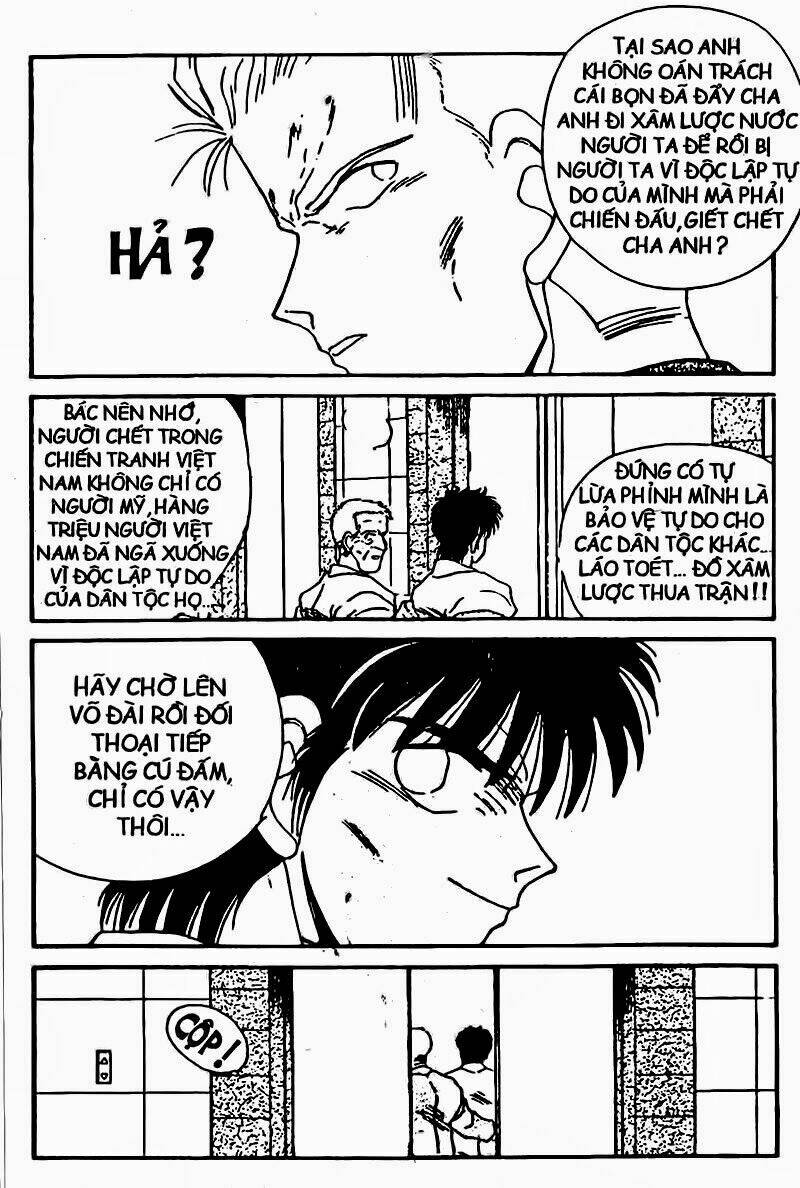 TẠI SAO ANH
KHÔNG OÁN TRÁCH
CÁI BỌN ĐÃ ĐẨY CHA
ANH ĐI XÂM LƯỢC NƯỚC
NGƯỜI TA ĐỂ RỒI BỊ
NGƯỜI TA VÌ ĐỘC LẬP TỰ
DO CỦA MÌNH MÀ PHẢI
CHIẾN ĐẤU,GIẾT CHẾT
CHA ANH?
HẢ?
BÁC NÊN NHỚ,
NGƯỜI CHẾT TRONG
CHIẾN TRANH VIỆT
NAM KHÔNG CHỈ CÓ
NGƯỜI MỸ,HÀNG
TRIỆU NGƯỜI VIỆT
NAM ĐÃ NGÃ XUỐNG
VÌ ĐỘC LẬP TỰ DO
CỦA DÂN TỘC HỌ...
ĐỨNG CÓ TỰ
LỪA PHỈNH MÌNH LÀ
BẢO VỆ TỰ DO CHO
CÁC DÂN TỘC KHÁC...
LÁO TOÉT... ĐỒ XÂM
LƯỢC THUA TRẬN!!
HÃY CHỜ LÊN
VÕ ĐÀI RỒI ĐỐI
THOẠI TIẾP
BẰNG CÚ ĐẤM,
CHỈ CÓ VẬY
THÔI...
CỘP!